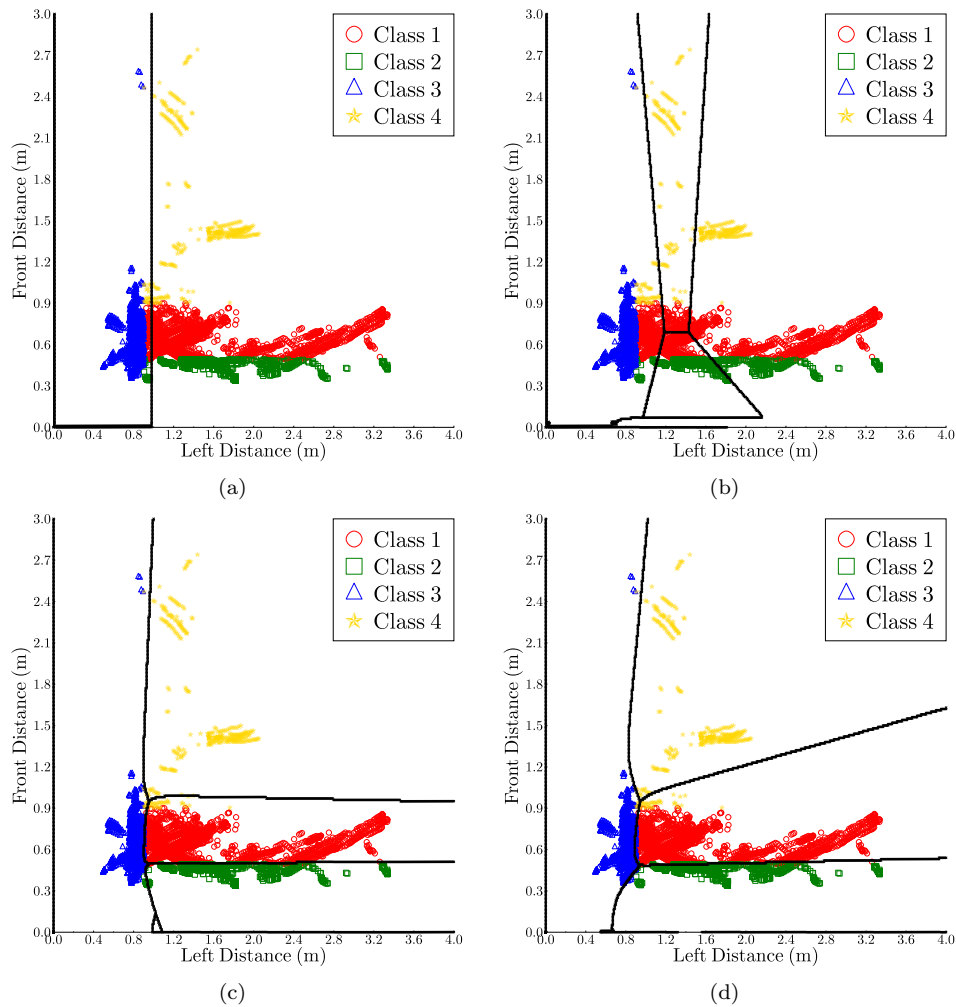 3.0
2.7
2.4
2.1
1.8
1.5
1.2
0.9
0.6
0.3
0.0
Front Distance (m)
Class 1
Class 2
Class 3
Class 4
0.0 0.4 0.8 1.2 1.6 2.0 2.4 2.8 3.2 3.6 4.0
Left Distance (m)
(a)
3.0
2.7
2.4
2.1
1.8
1.5
1.2
0.9
0.6
0.3
0.0
Front Distance (m)
Class 1
Class 2
Class 3
Class 4
0.0 0.4 0.8 1.2 1.6 2.0 2.4 2.8 3.2 3.6 4.0
Left Distance (m)
(b)
3.0
2.7
2.4
2.1
1.8
1.5
1.2
0.9
0.6
0.3
0.0
Front Distance (m)
Class 1
Class 2
Class 3
Class 4
0.0 0.4 0.8 1.2 1.6 2.0 2.4 2.8 3.2 3.6 4.0
Left Distance (m)
(c)
3.0
2.7
2.4
2.1
1.8
1.5
1.2
0.9
0.6
0.3
0.0
Front Distance (m)
Class 1
Class 2
Class 3
Class 4
0.0 0.4 0.8 1.2 1.6 2.0 2.4 2.8 3.2 3.6 4.0
Left Distance (m)
(d)